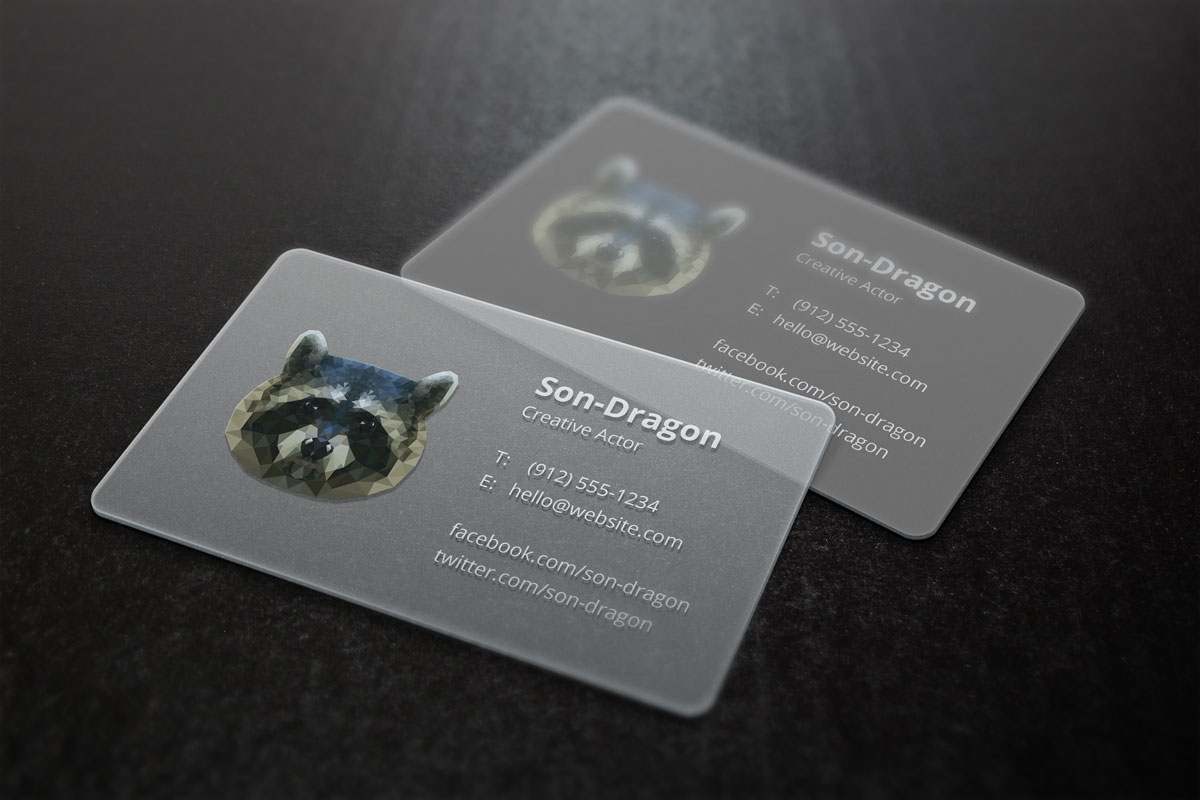 Son-Dragon
Creative Actor
T: (912) 555-1234
E: hello@website.com
facebook.com/son-dragon
twitter.com/son-dragon
Son-Dragon
Creative Actor
T: (912) 555-1234
E: hello@website.com
facebook.com/son-dragon
twitter.com/son-dragon